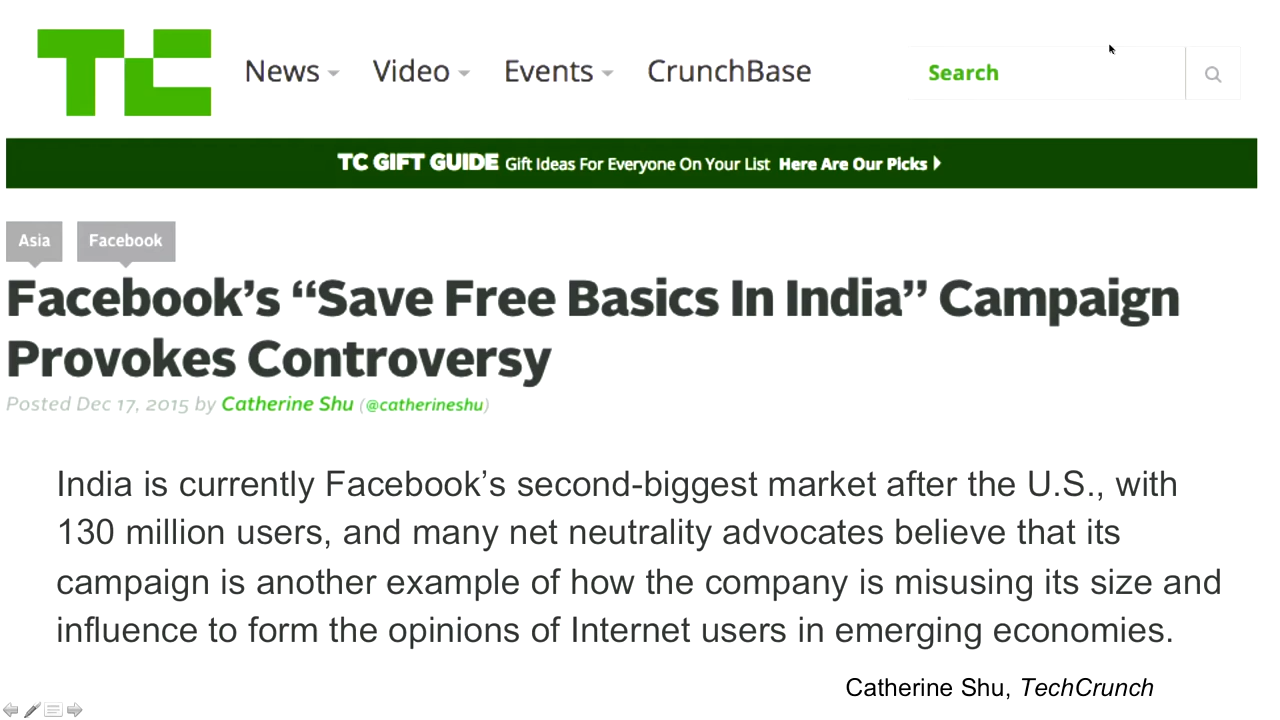 TC
News Video Events CrunchBase Search
TC GIFT GUIDE Gift Ideas For Everyone On Your List Here Are Our Picks
Asia Facebook
Facebook’s “Save Free Basics In India” Campaign
Provokes Controversy
Posted Dec 17, 2015 by Catherine Shu (@catherineshu)
India is currently Facebook’s second-biggest market after the U.S., with
130 million users, and many net neutrality advocates believe that its
campaign is another example of how the company is misusing its size and
influence to form the opinions of Internet users in emerging economies.
Catherine Shu, TechCrunch